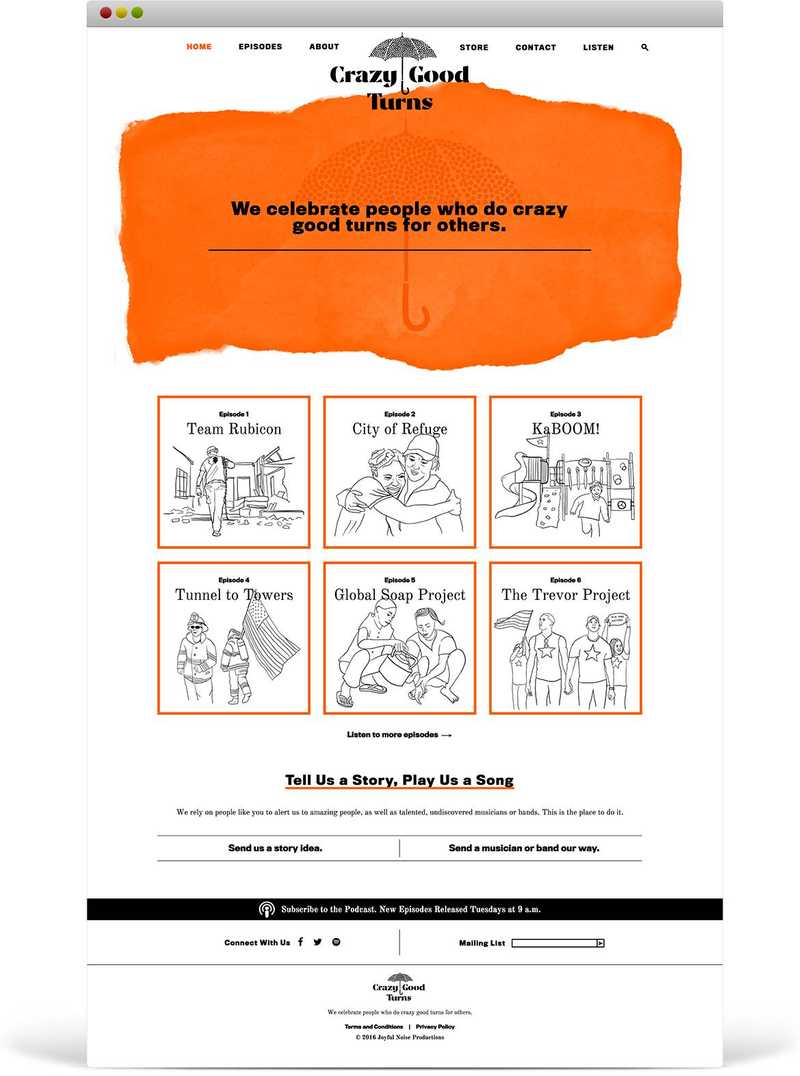 HOME EPISODES ABOUT STORE CONTACT LISTEN
Crazy Good
Turns
We celebrate people who do crazy
good turns for others.
Episode 1
Team Rubicon
Episode 2
City of Refuge
Episode 3
KaBOOM!
Episode 4
Tunnel to Towers
Episode 5
Global Soap Project
Episode 6
The Trevor Project
Listen to more episodes →
Tell Us a Story, Play Us a Song
We rely on people like you to alert us to amazing people, as well as talented, undiscovered musicians or bands. This is the place to do it.
Send us a story idea.
Send a musician or band our way.
Subscribe to the Podcast. New Episodes Released Tuesdays at 9 a.m.
Connect With Us
Mailing List
Crazy Good
Turns
We celebrate people who do crazy good turns for others.
Terms and Conditions | Privacy Policy
© 2016 Joyful Noise Productions